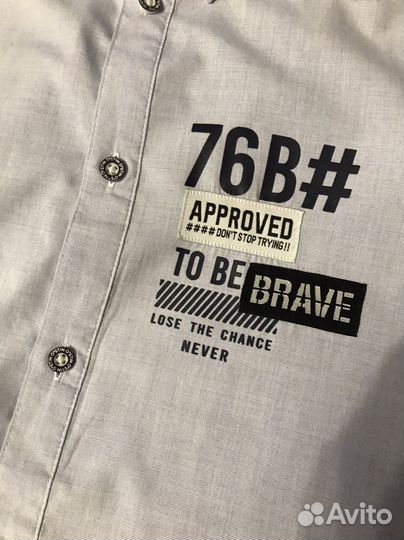 76B#
APPROVED
####DON'T STOP TRYING!!
TO BE BRAVE
LOSE THE CHANCE
NEVER
Avito